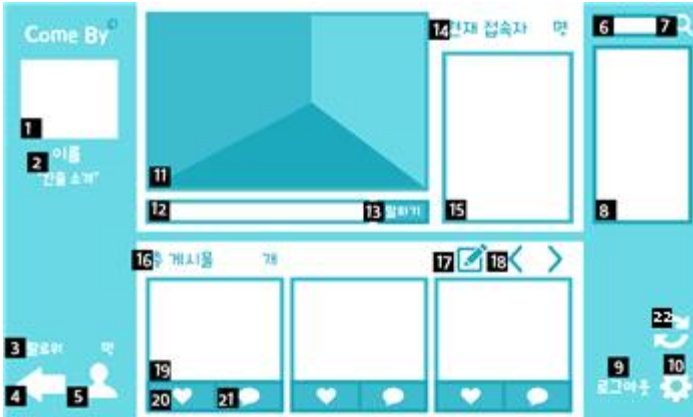 Come By
1
2 이름
"한줄 소개"
3 팔로워 명
4
5
11
12
13 말하기
14 현재 접속자 명
15
16 총 게시물 개
17
18
19
20
21
6
7
8
22
9
10
로그아웃